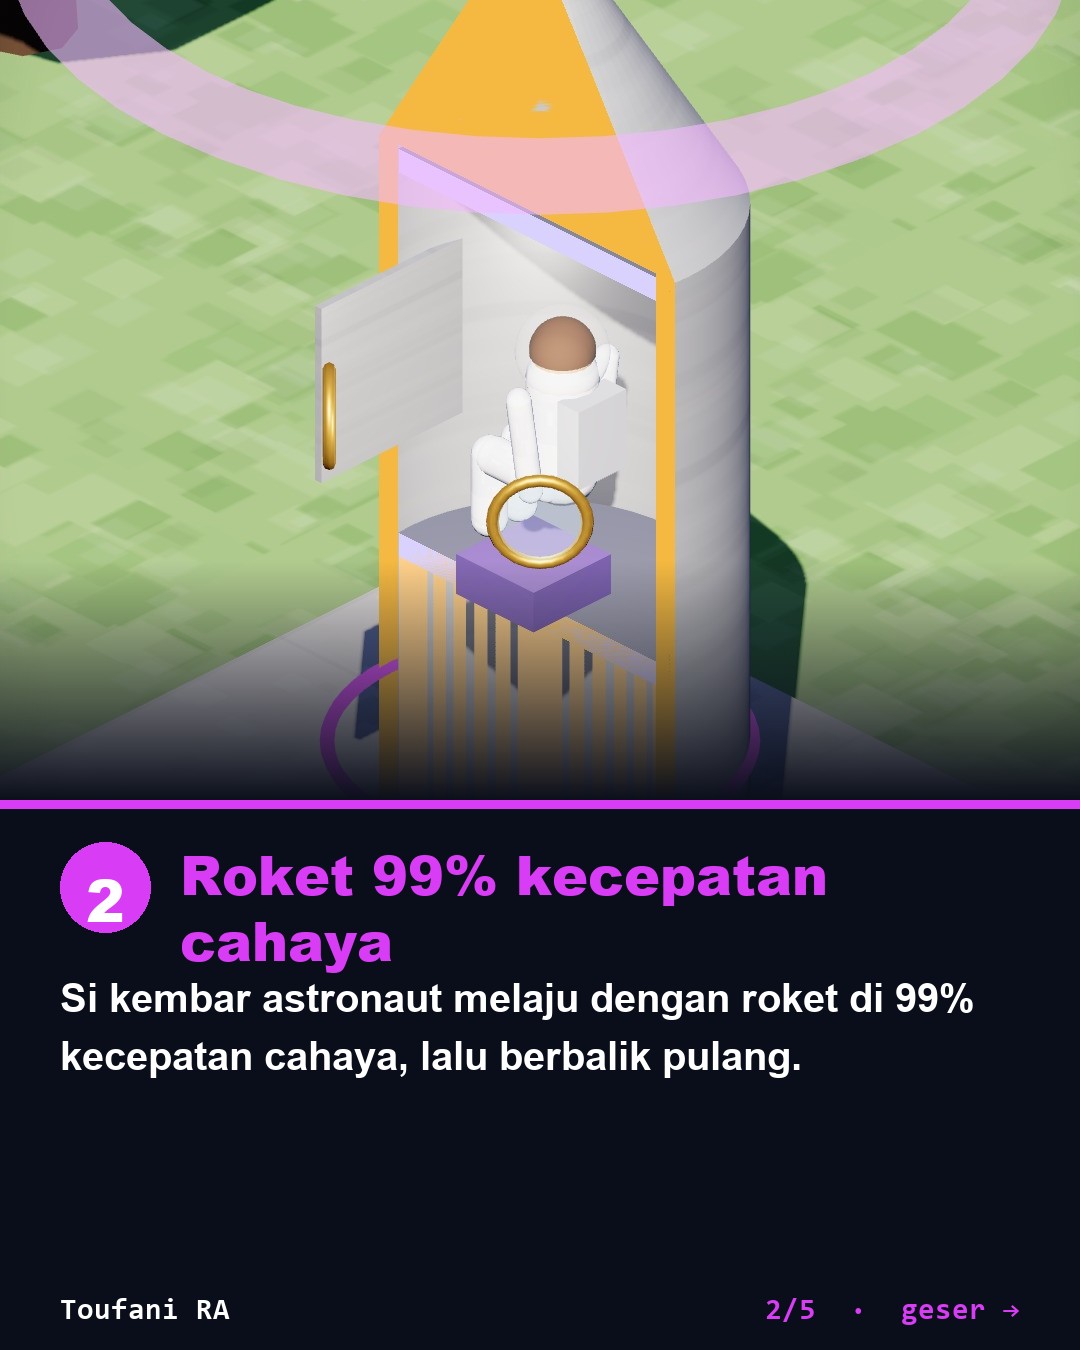 2
Roket 99% kecepatan
cahaya
Si kembar astronaut melaju dengan roket di 99%
kecepatan cahaya, lalu berbalik pulang.
Toufani RA
2/5 · geser →